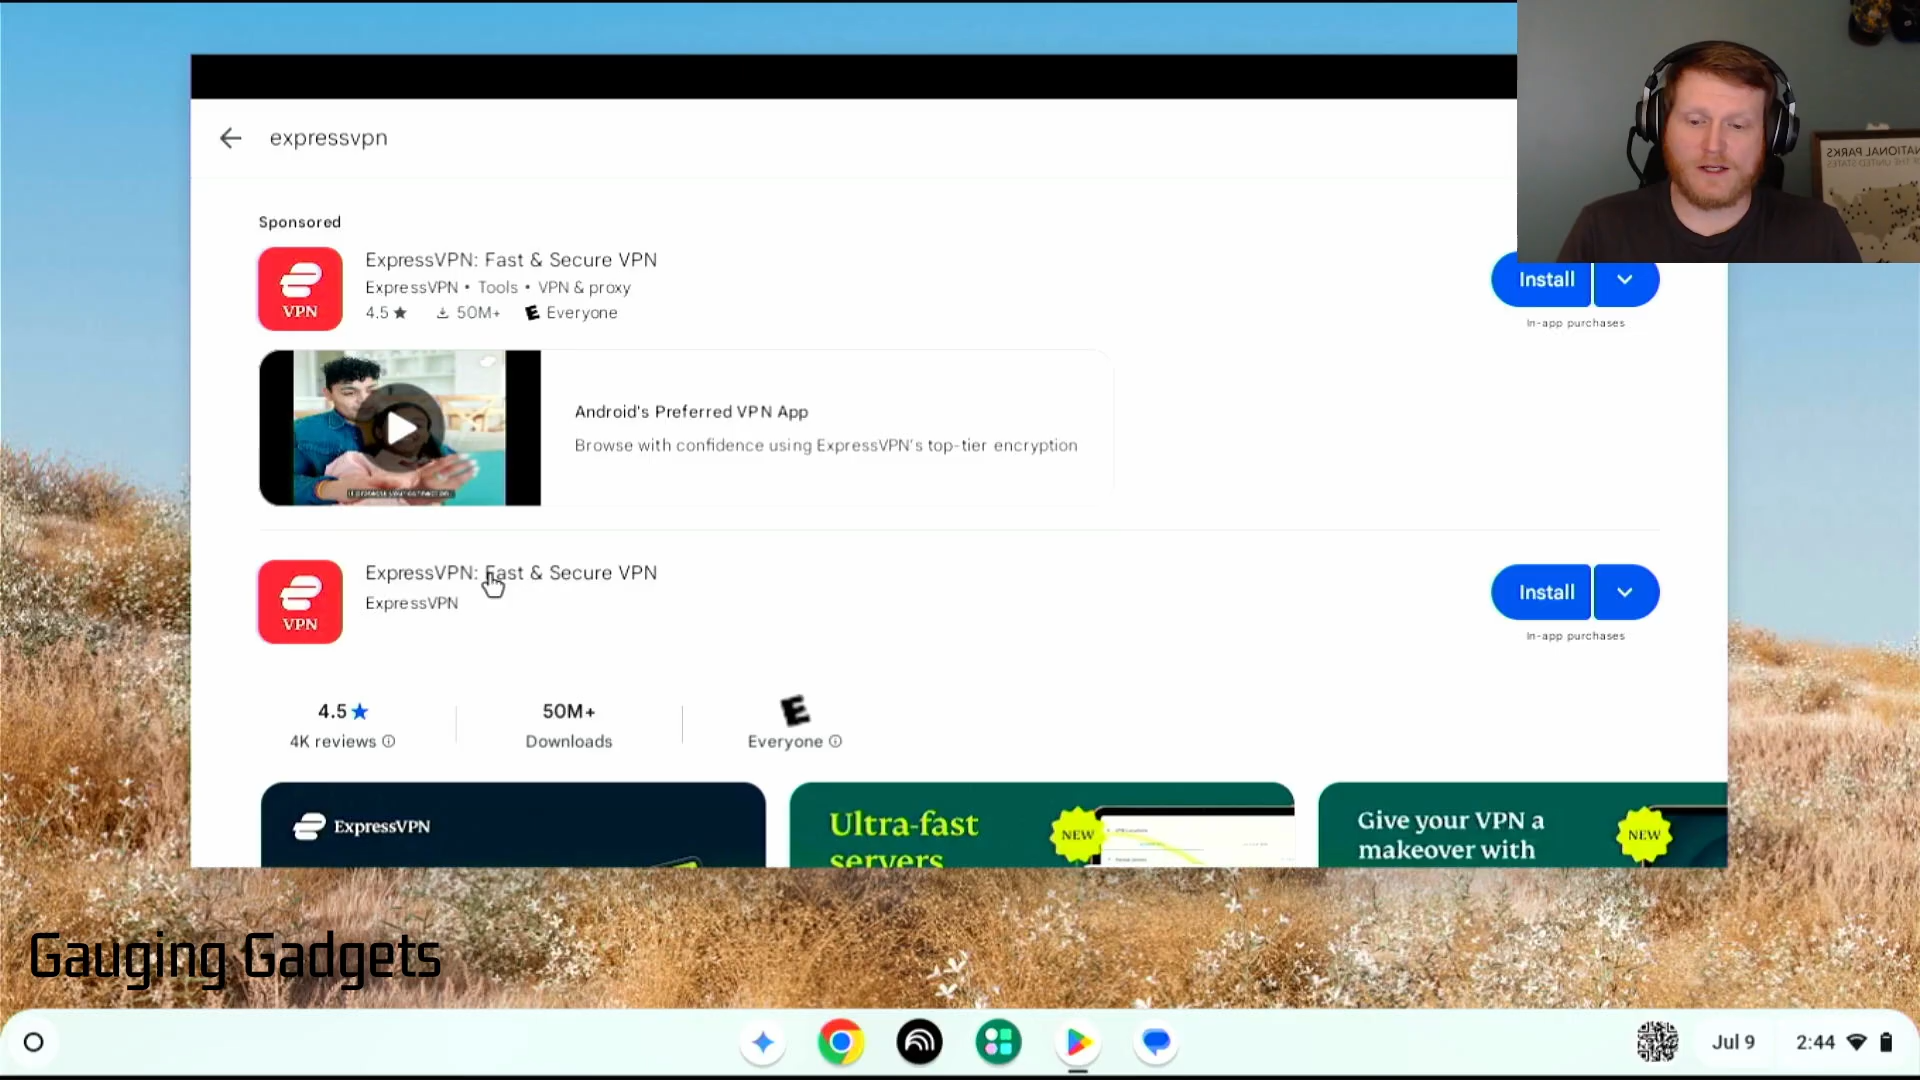 expressvpn
Sponsored
ExpressVPN: Fast & Secure VPN
ExpressVPN • Tools • VPN & proxy
4.5 ★ 50M+ E Everyone
VPN
Install
In-app purchases
Android's Preferred VPN App
Browse with confidence using ExpressVPN's top-tier encryption
ExpressVPN: Fast & Secure VPN
ExpressVPN
VPN
Install
In-app purchases
4.5★
4K reviews
50M+
Downloads
E
Everyone
ExpressVPN
Ultra-fast
servers
NEW
Give your VPN a
makeover with
NEW
Gauging Gadgets
Jul 9
2:44
NATIONAL PARKS